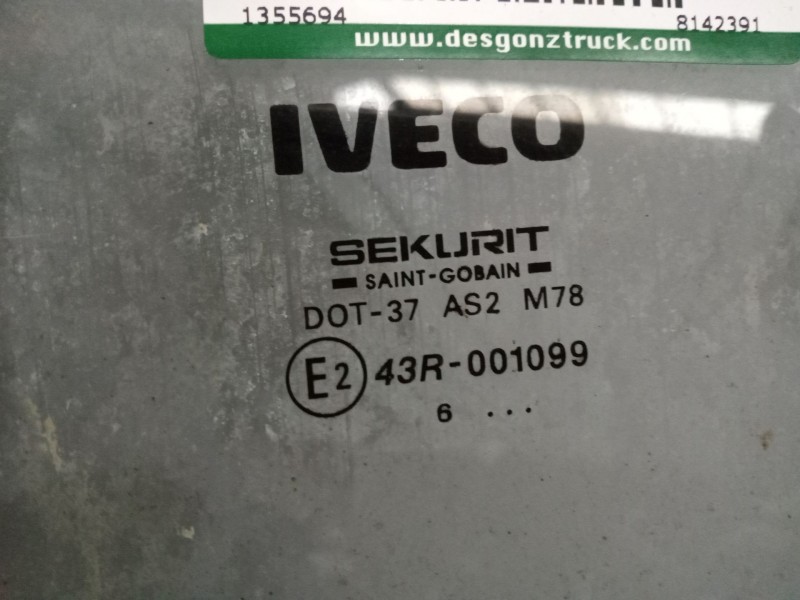 1355694 8142391
www.desgonztruck.com
IVECO
SEKURIT
SAINT-GOBAIN
DOT-37 AS2 M78
E2 43R-001099
6 ...